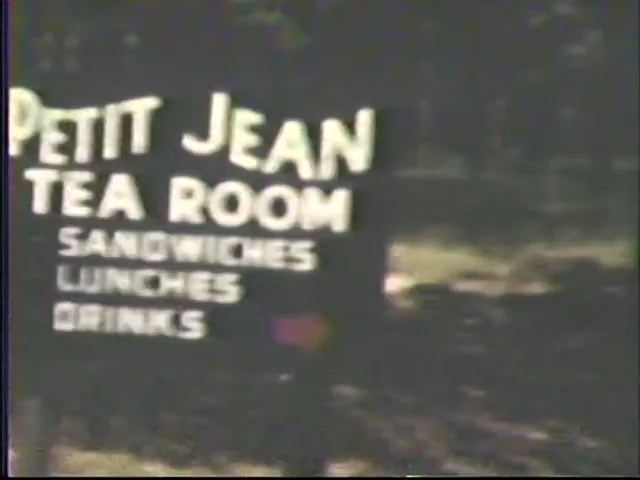 PETIT JEAN
TEA ROOM
SANDWICHES
LUNCHES
DRINKS